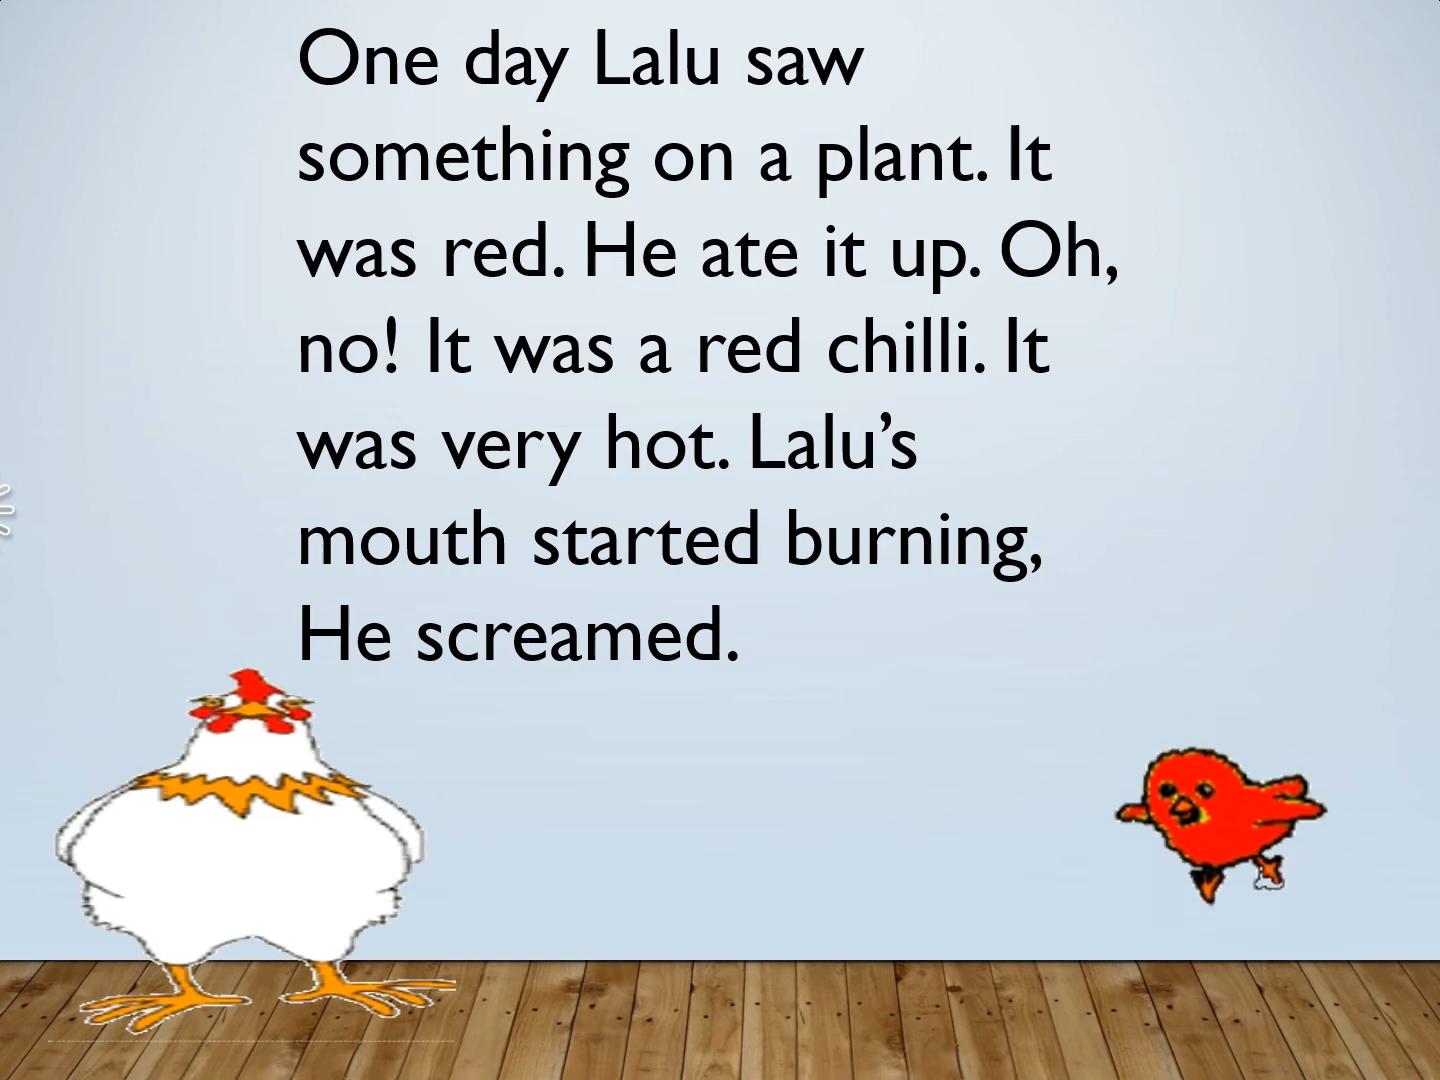 One day Lalu saw
something on a plant. It
was red. He ate it up. Oh,
no! It was a red chilli. It
was very hot. Lalu’s
mouth started burning,
He screamed.